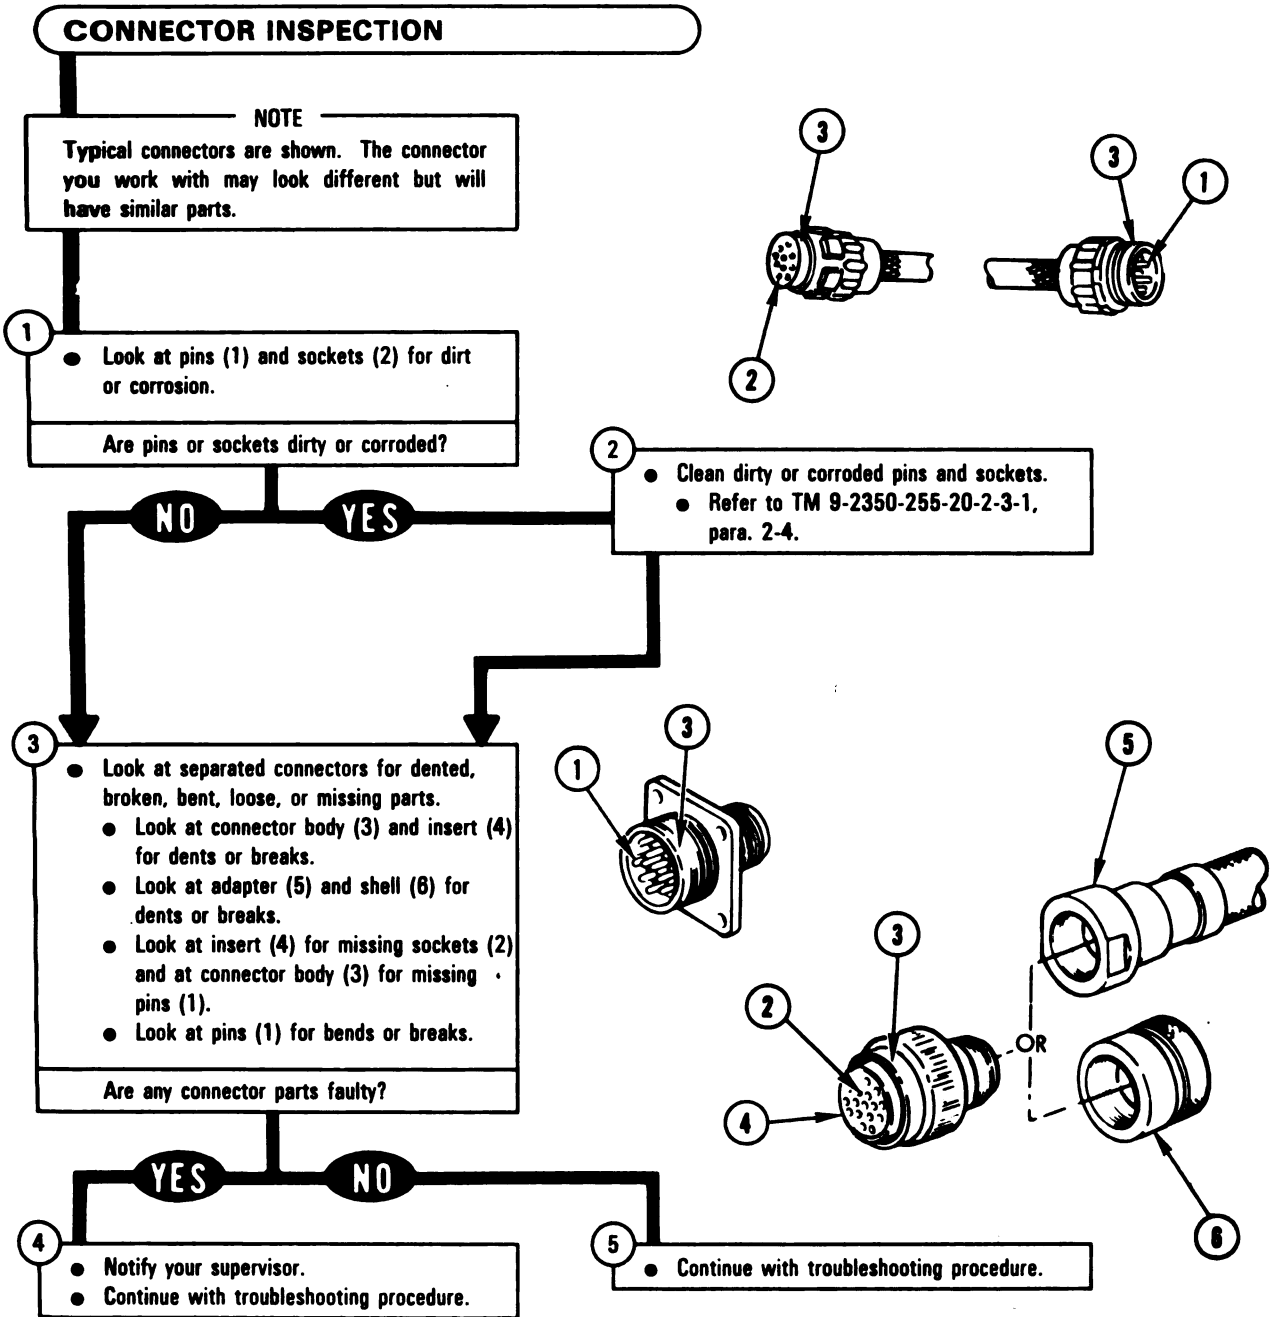 CONNECTOR INSPECTION
NOTE
Typical connectors are shown. The connector
you work with may look different but will
have similar parts.
1
● Look at pins (1) and sockets (2) for dirt
or corrosion.
Are pins or sockets dirty or corroded?
NO
YES
2
● Clean dirty or corroded pins and sockets.
● Refer to TM 9-2350-255-20-2-3-1,
para. 2-4.
3
● Look at separated connectors for dented,
broken, bent, loose, or missing parts.
● Look at connector body (3) and insert (4)
for dents or breaks.
● Look at adapter (5) and shell (6) for
dents or breaks.
● Look at insert (4) for missing sockets (2)
and at connector body (3) for missing
pins (1).
● Look at pins (1) for bends or breaks.
Are any connector parts faulty?
YES
NO
4
● Notify your supervisor.
● Continue with troubleshooting procedure.
5
● Continue with troubleshooting procedure.
3
2
3
1
1
3
5
3
2
4
OR
6